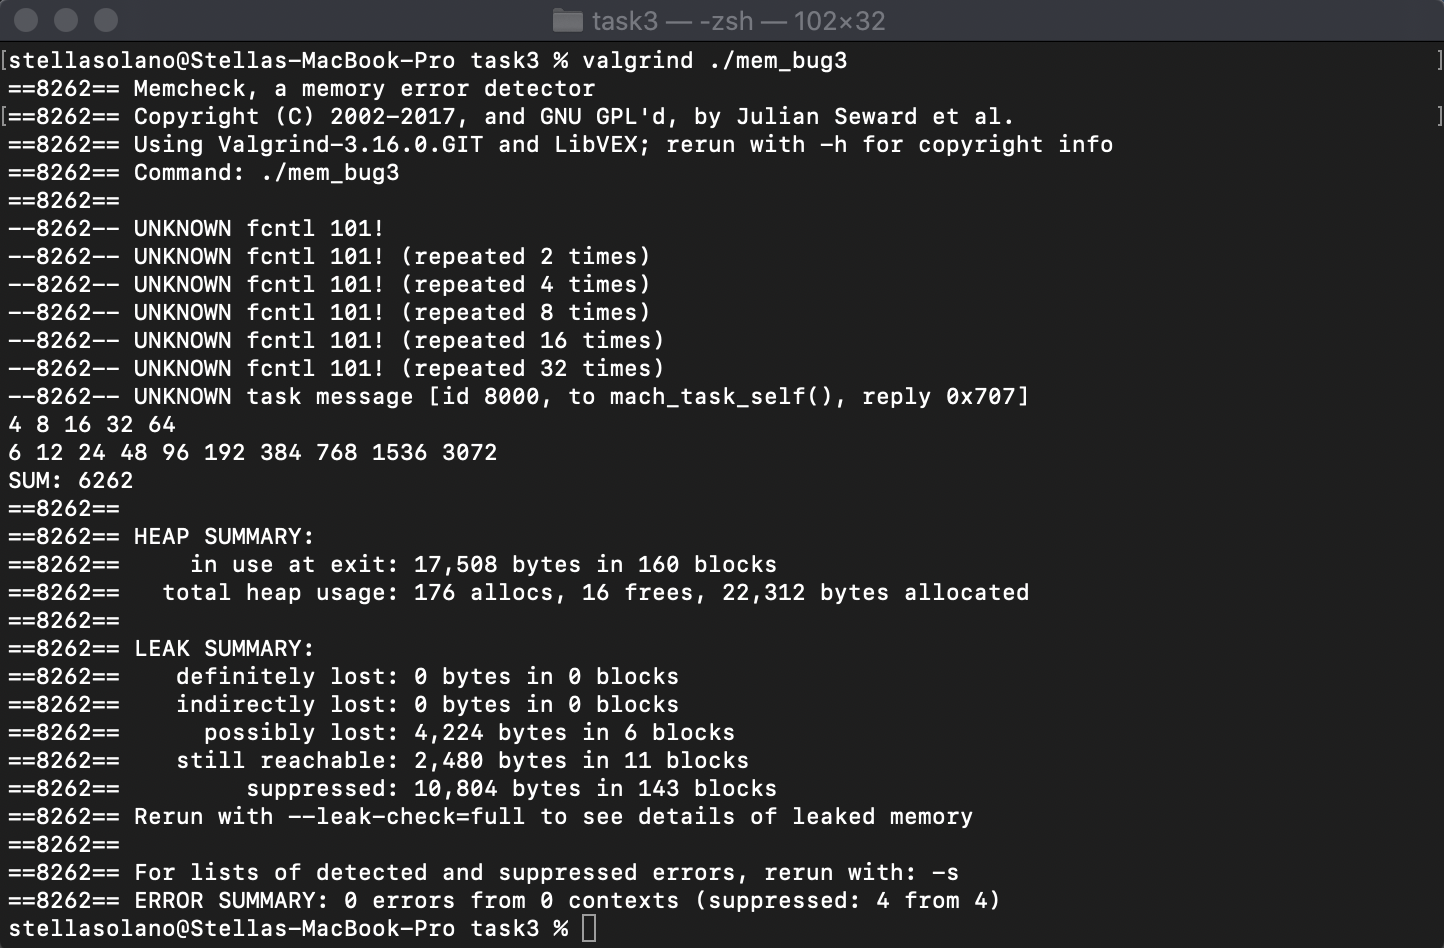 task3 — -zsh — 102×32
[stellasolano@Stellas-MacBook-Pro task3 % valgrind ./mem_bug3 ]
==8262== Memcheck, a memory error detector
[==8262== Copyright (C) 2002-2017, and GNU GPL'd, by Julian Seward et al. ]
==8262== Using Valgrind-3.16.0.GIT and LibVEX; rerun with -h for copyright info
==8262== Command: ./mem_bug3
==8262==
--8262-- UNKNOWN fcntl 101!
--8262-- UNKNOWN fcntl 101! (repeated 2 times)
--8262-- UNKNOWN fcntl 101! (repeated 4 times)
--8262-- UNKNOWN fcntl 101! (repeated 8 times)
--8262-- UNKNOWN fcntl 101! (repeated 16 times)
--8262-- UNKNOWN fcntl 101! (repeated 32 times)
--8262-- UNKNOWN task message [id 8000, to mach_task_self(), reply 0x707]
4 8 16 32 64
6 12 24 48 96 192 384 768 1536 3072
SUM: 6262
==8262==
==8262== HEAP SUMMARY:
==8262==     in use at exit: 17,508 bytes in 160 blocks
==8262==   total heap usage: 176 allocs, 16 frees, 22,312 bytes allocated
==8262==
==8262== LEAK SUMMARY:
==8262==    definitely lost: 0 bytes in 0 blocks
==8262==    indirectly lost: 0 bytes in 0 blocks
==8262==      possibly lost: 4,224 bytes in 6 blocks
==8262==    still reachable: 2,480 bytes in 11 blocks
==8262==         suppressed: 10,804 bytes in 143 blocks
==8262== Rerun with --leak-check=full to see details of leaked memory
==8262==
==8262== For lists of detected and suppressed errors, rerun with: -s
==8262== ERROR SUMMARY: 0 errors from 0 contexts (suppressed: 4 from 4)
stellasolano@Stellas-MacBook-Pro task3 %